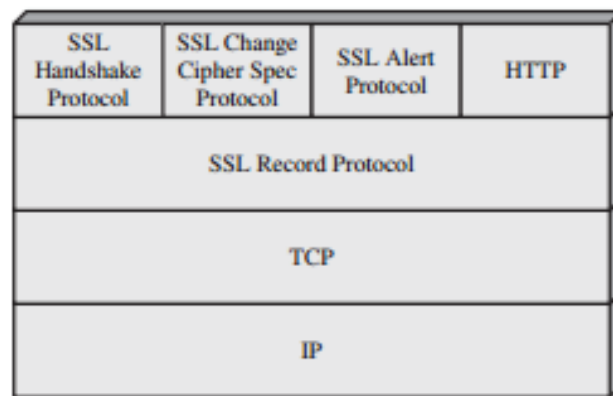 SSL
Handshake
Protocol
SSL Change
Cipher Spec
Protocol
SSL Alert
Protocol
HTTP
SSL Record Protocol
TCP
IP